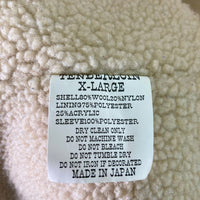 TENDERLOIN
X-LARGE
SHELL80%WOOL20%NYLON
LINING75%POLYESTER
25%ACRYLIC
SLEEVE100%POLYESTER
DRY CLEAN ONLY
DO NOT MACHINE WASH
DO NOT BLEACH
DO NOT TUMBLE DRY
DO NOT IRON IF DECORATED
MADE IN JAPAN